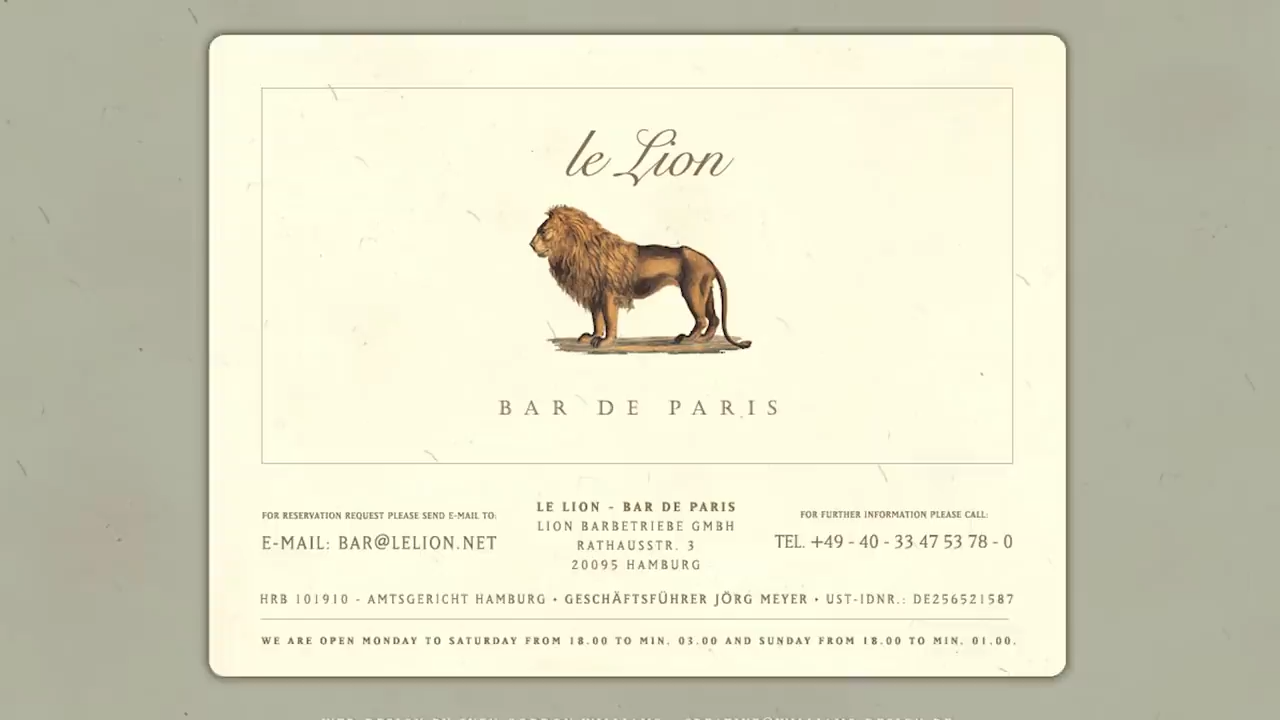 le Lion
BAR DE PARIS
FOR RESERVATION REQUEST PLEASE SEND E-MAIL TO:
E-MAIL: BAR@LELION.NET
LE LION - BAR DE PARIS
LION BARBETRIEBE GMBH
RATHAUSSTR. 3
20095 HAMBURG
FOR FURTHER INFORMATION PLEASE CALL:
TEL. +49 - 40 - 33 47 53 78 - 0
HRB 101910 - AMTSGERICHT HAMBURG • GESCHÄFTSFÜHRER JÖRG MEYER • UST-IDNR.: DE256521587
WE ARE OPEN MONDAY TO SATURDAY FROM 18.00 TO MIN. 03.00 AND SUNDAY FROM 18.00 TO MIN. 01.00.